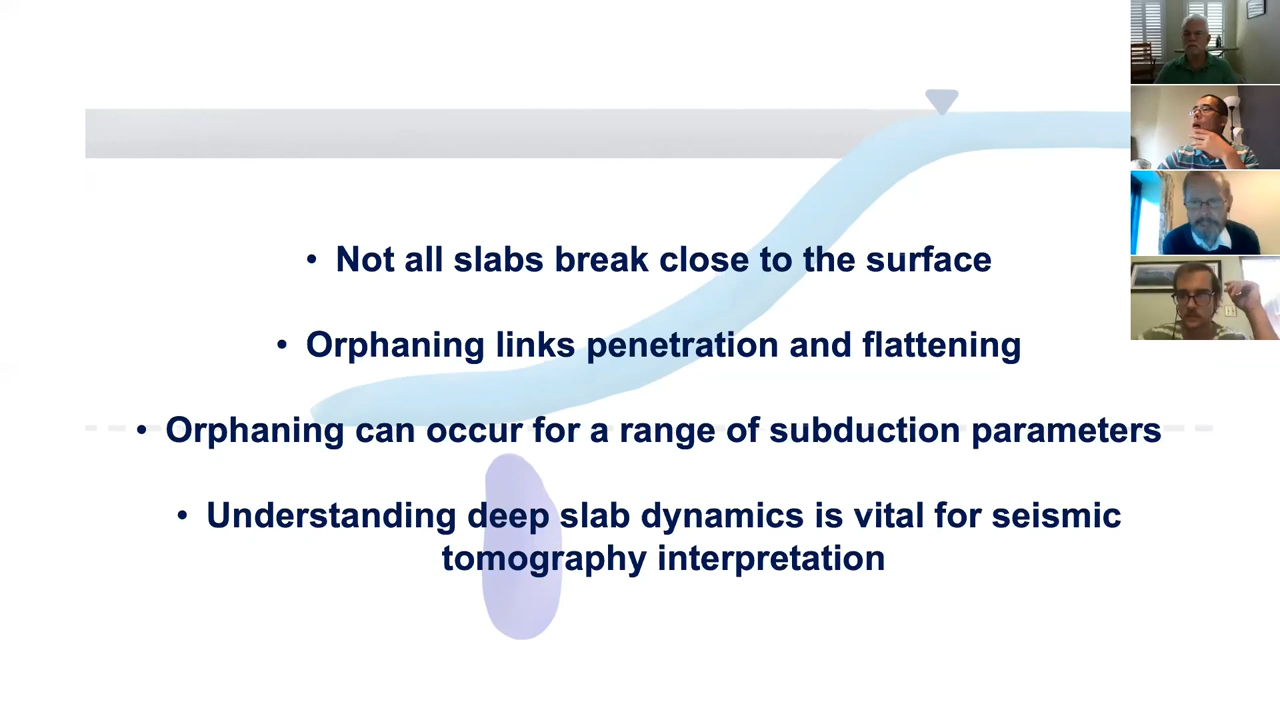 • Not all slabs break close to the surface
• Orphaning links penetration and flattening
• Orphaning can occur for a range of subduction parameters
• Understanding deep slab dynamics is vital for seismic
tomography interpretation